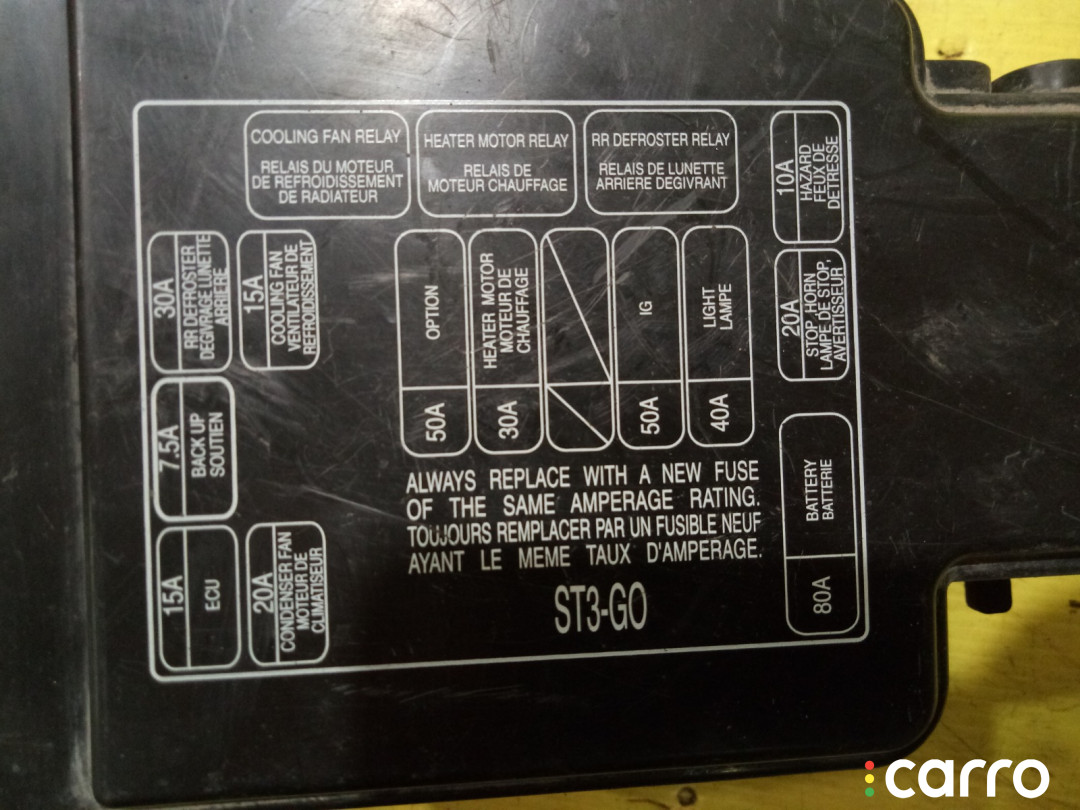 COOLING FAN RELAY
RELAIS DU MOTEUR
DE REFROIDISSEMENT
DE RADIATEUR
HEATER MOTOR RELAY
RELAIS DE
MOTEUR CHAUFFAGE
RR DEFROSTER RELAY
RELAIS DE LUNETTE
ARRIERE DEGIVRANT
10A
HAZARD
FEUX DE
DETRESSE
30A
RR DEFROSTER
DEGIVRAGE LUNETTE
ARRIERE
15A
COOLING FAN
VENTILATEUR DE
REFROIDISSEMENT
OPTION
50A
HEATER MOTOR
MOTEUR DE
CHAUFFAGE
30A
IG
50A
LIGHT
LAMPE
40A
20A
STOP, HORN
LAMPE DE STOP,
AVERTISSEUR
7.5A
BACK UP
SOUTIEN
BATTERY
BATTERIE
80A
15A
ECU
20A
CONDENSER FAN
MOTEUR DE
CLIMATISEUR
ALWAYS REPLACE WITH A NEW FUSE
OF THE SAME AMPERAGE RATING.
TOUJOURS REMPLACER PAR UN FUSIBLE NEUF
AYANT LE MEME TAUX D'AMPERAGE.
ST3-GO
carro